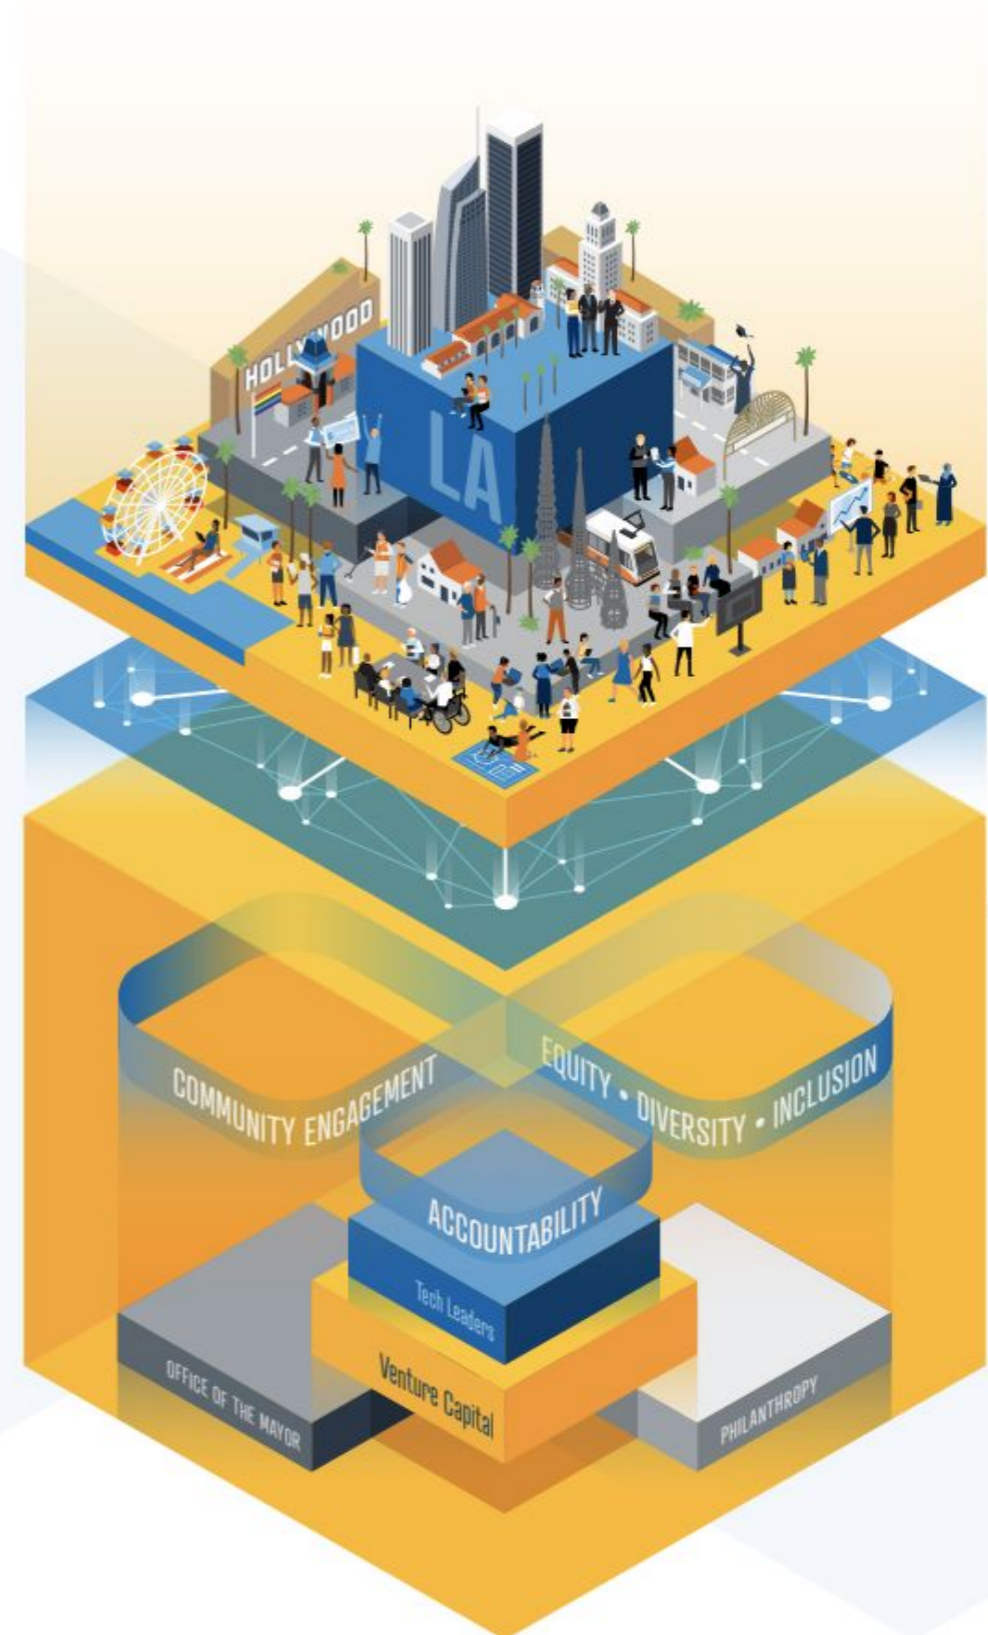 HOLLYWOOD
LA
COMMUNITY ENGAGEMENT
EQUITY • DIVERSITY • INCLUSION
ACCOUNTABILITY
Tech Leaders
Venture Capital
OFFICE OF THE MAYOR
PHILANTHROPY